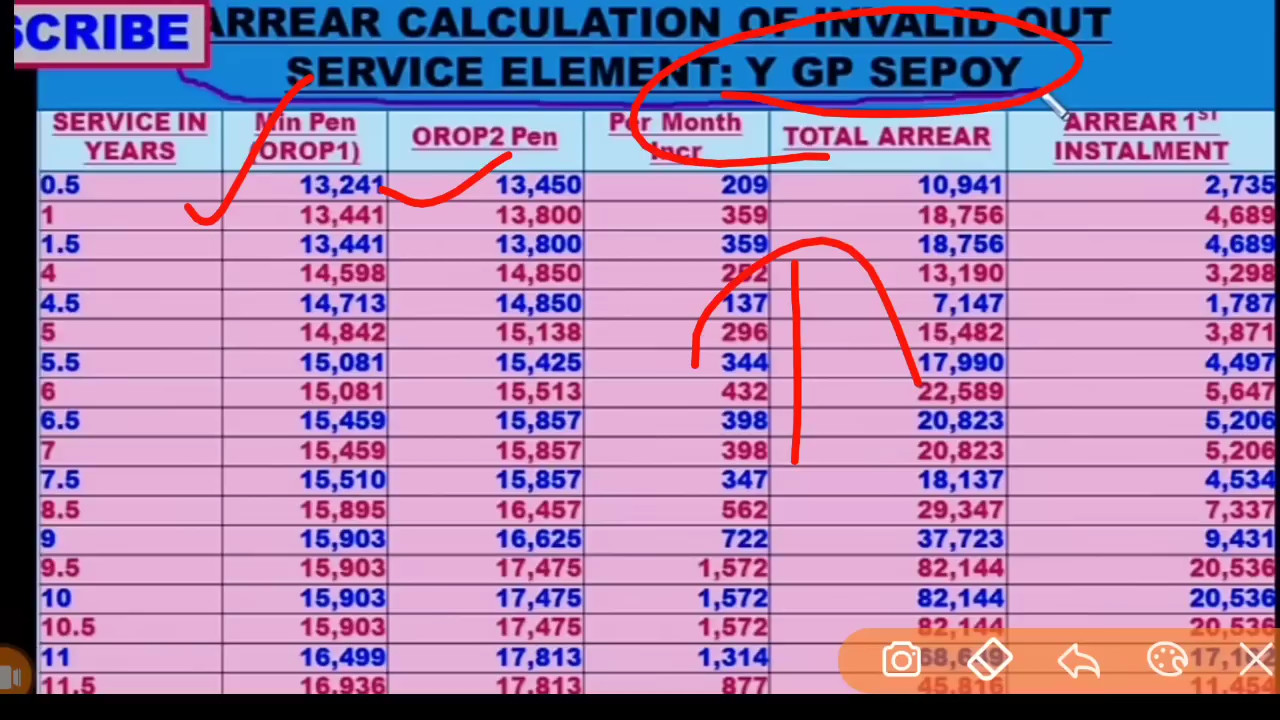 SCRIBE
ARREAR CALCULATION OF INVALID OUT
SERVICE ELEMENT: Y GP SEPOY
SERVICE IN YEARS Min Pen (OROP1) OROP2 Pen Per Month Incr TOTAL ARREAR ARREAR 1ST INSTALMENT
0.5 13,241 13,450 209 10,941 2,735
1 13,441 13,800 359 18,756 4,689
1.5 13,441 13,800 359 18,756 4,689
4 14,598 14,850 252 13,190 3,298
4.5 14,713 14,850 137 7,147 1,787
5 14,842 15,138 296 15,482 3,871
5.5 15,081 15,425 344 17,990 4,497
6 15,081 15,513 432 22,589 5,647
6.5 15,459 15,857 398 20,823 5,206
7 15,459 15,857 398 20,823 5,206
7.5 15,510 15,857 347 18,137 4,534
8.5 15,895 16,457 562 29,347 7,337
9 15,903 16,625 722 37,723 9,431
9.5 15,903 17,475 1,572 82,144 20,536
10 15,903 17,475 1,572 82,144 20,536
10.5 15,903 17,475 1,572 82,144 20,536
11 16,499 17,813 1,314
11.5 16,936 17,813 877 45,816 11,454